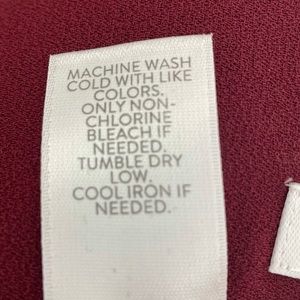 MACHINE WASH
COLD WITH LIKE
COLORS.
ONLY NON-
CHLORINE
BLEACH IF
NEEDED.
TUMBLE DRY
LOW.
COOL IRON IF
NEEDED.